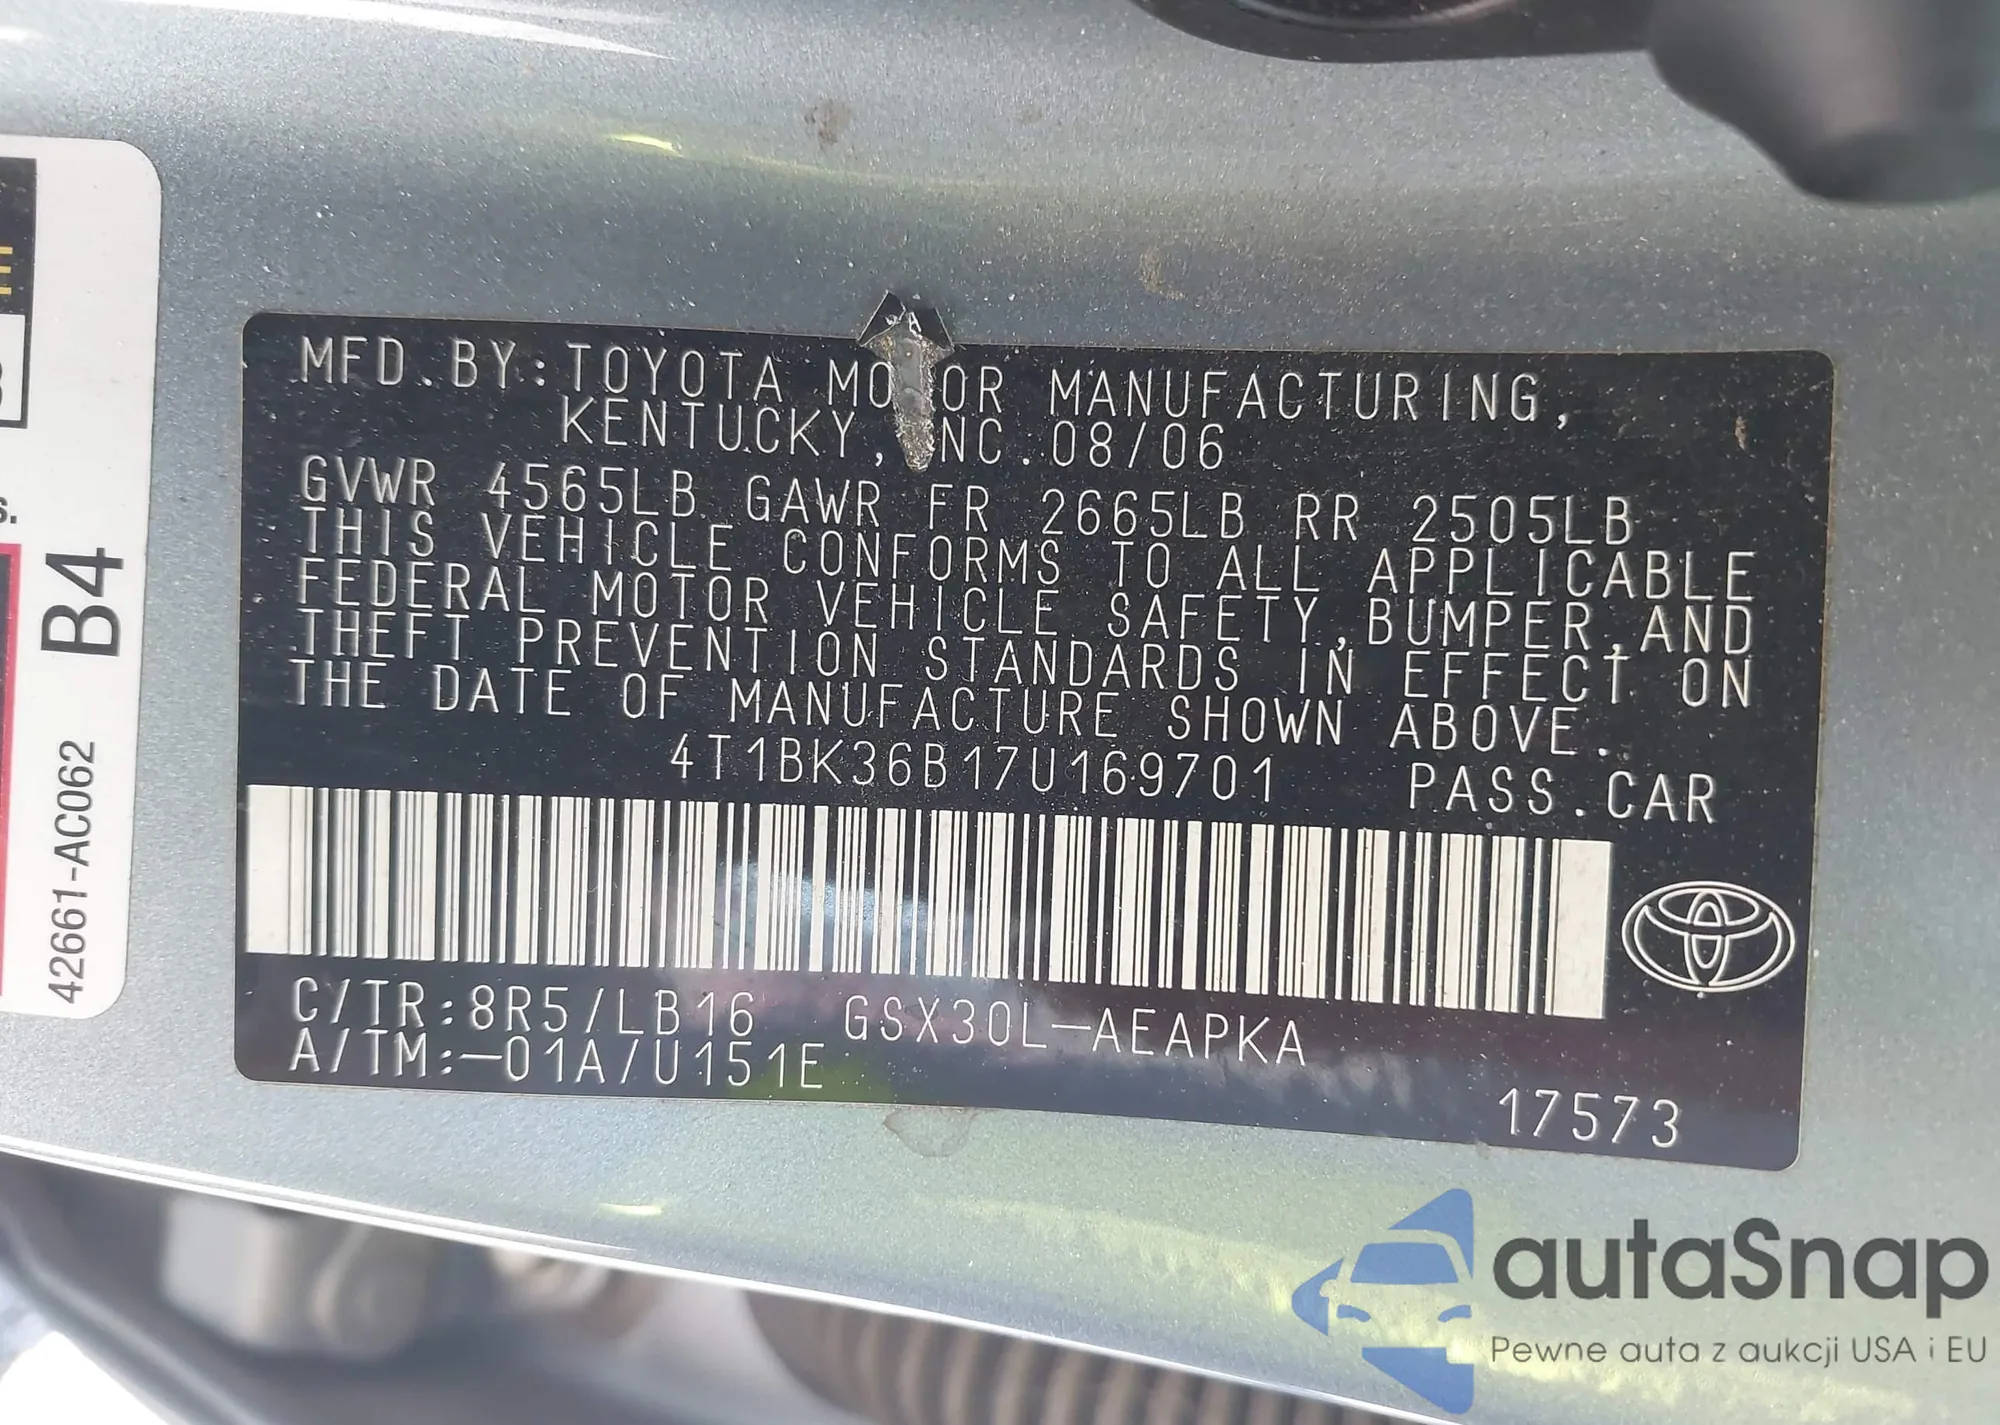 MFD.BY:TOYOTA MOTOR MANUFACTURING,
KENTUCKY, INC.08/06
GVWR 4565LB GAWR FR 2665LB RR 2505LB
THIS VEHICLE CONFORMS TO ALL APPLICABLE
FEDERAL MOTOR VEHICLE SAFETY,BUMPER,AND
THEFT PREVENTION STANDARDS IN EFFECT ON
THE DATE OF MANUFACTURE SHOWN ABOVE.
4T1BK36B17U169701 PASS.CAR
C/TR:8R5/LB16 GSX30L-AEAPKA
A/TM:-01A/U151E
17573
B4
42661-AC062
autaSnap
Pewne auta z aukcji USA i EU